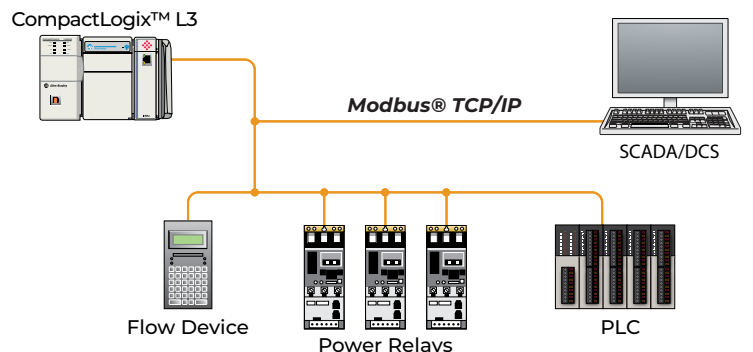 CompactLogix™ L3
Modbus® TCP/IP
SCADA/DCS
Flow Device
Power Relays
PLC